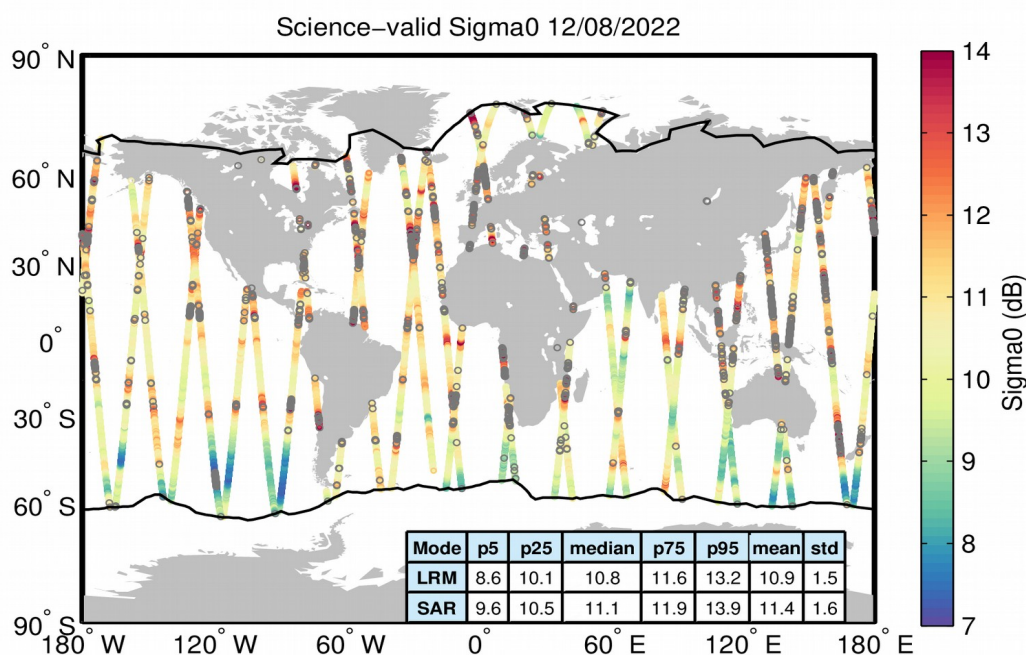 Science−valid Sigma0 12/08/2022
90° N
60° N
30° N
0°
30° S
60° S
90° S
180° W
120° W
60° W
0°
60° E
120° E
180° E
Mode p5 p25 median p75 p95 mean std
LRM 8.6 10.1 10.8 11.6 13.2 10.9 1.5
SAR 9.6 10.5 11.1 11.9 13.9 11.4 1.6
14
13
12
11
10
9
8
7
Sigma0 (dB)